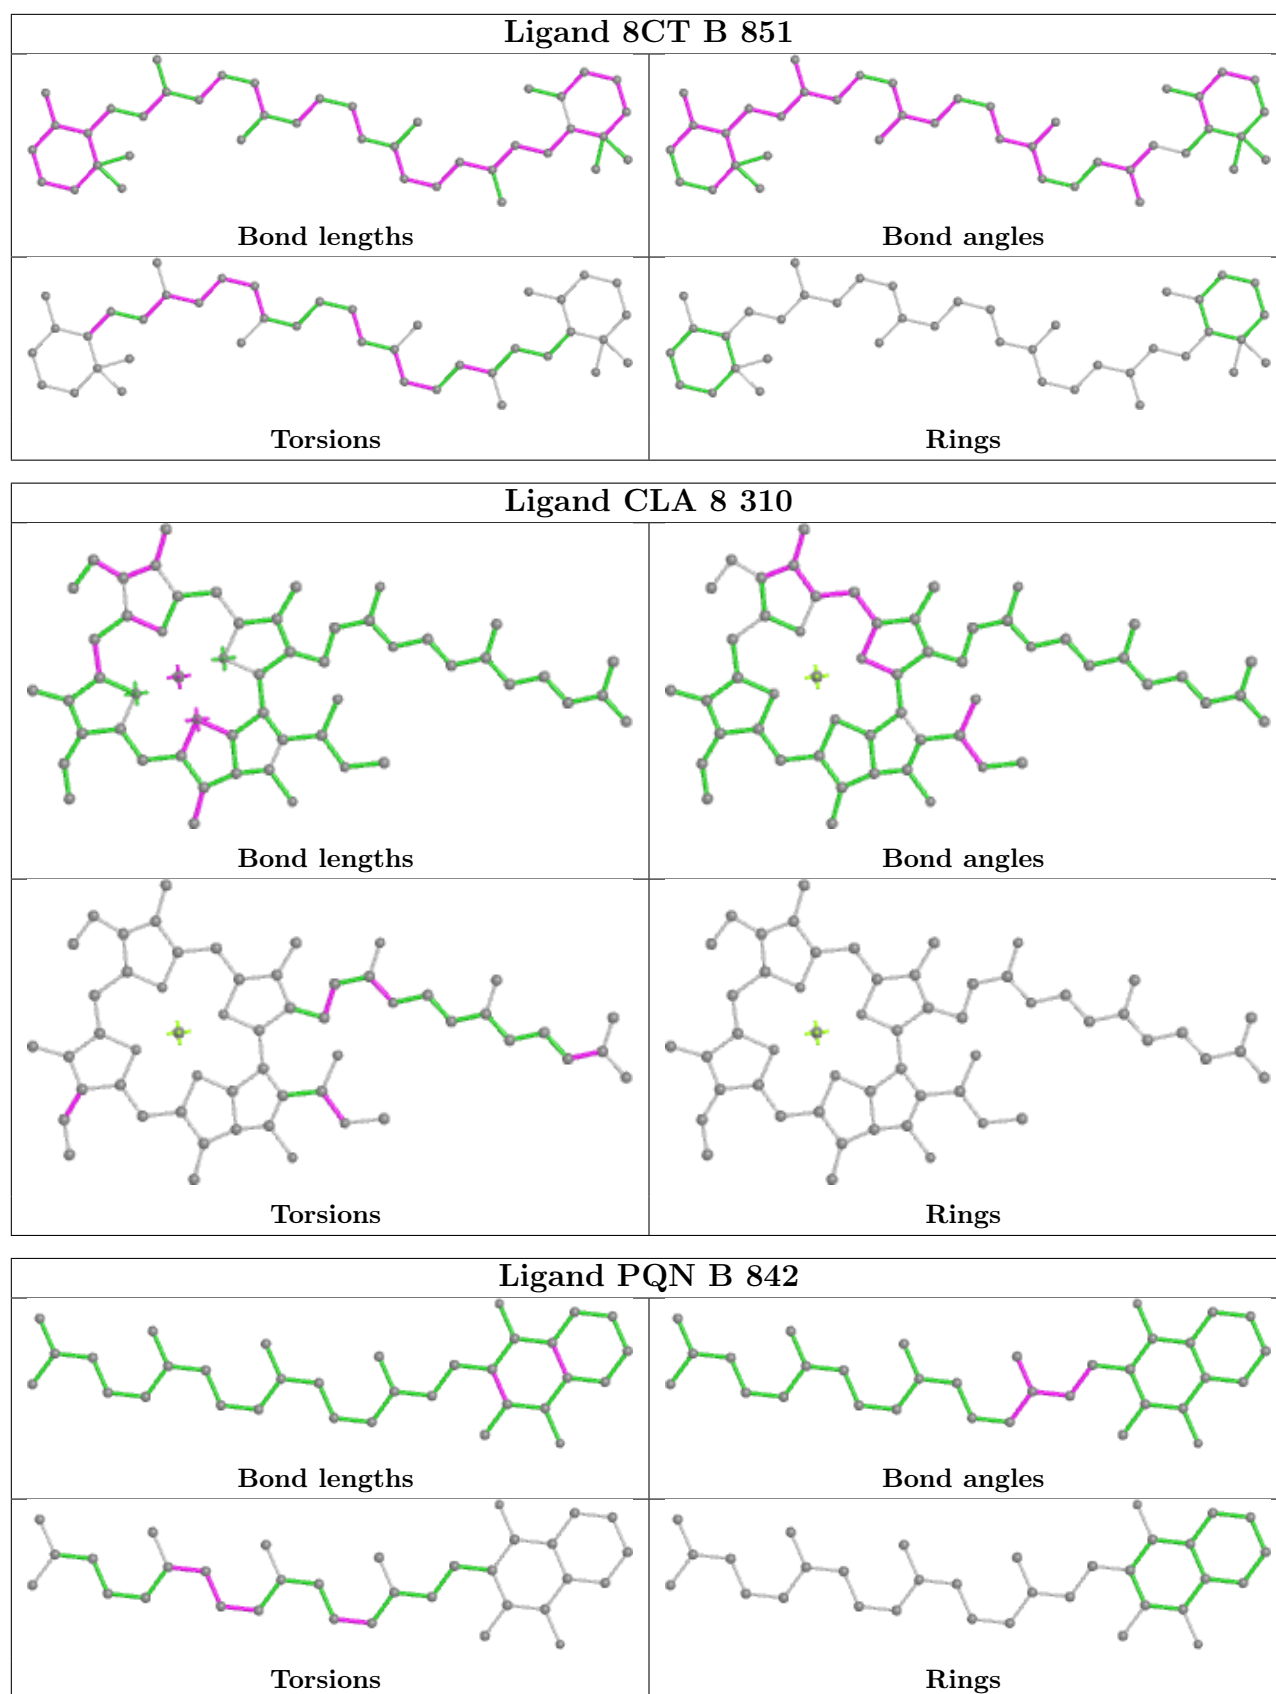 Ligand 8CT B 851
Bond lengths
Bond angles
Torsions
Rings
Ligand CLA 8 310
Bond lengths
Bond angles
Torsions
Rings
Ligand PQN B 842
Bond lengths
Bond angles
Torsions
Rings